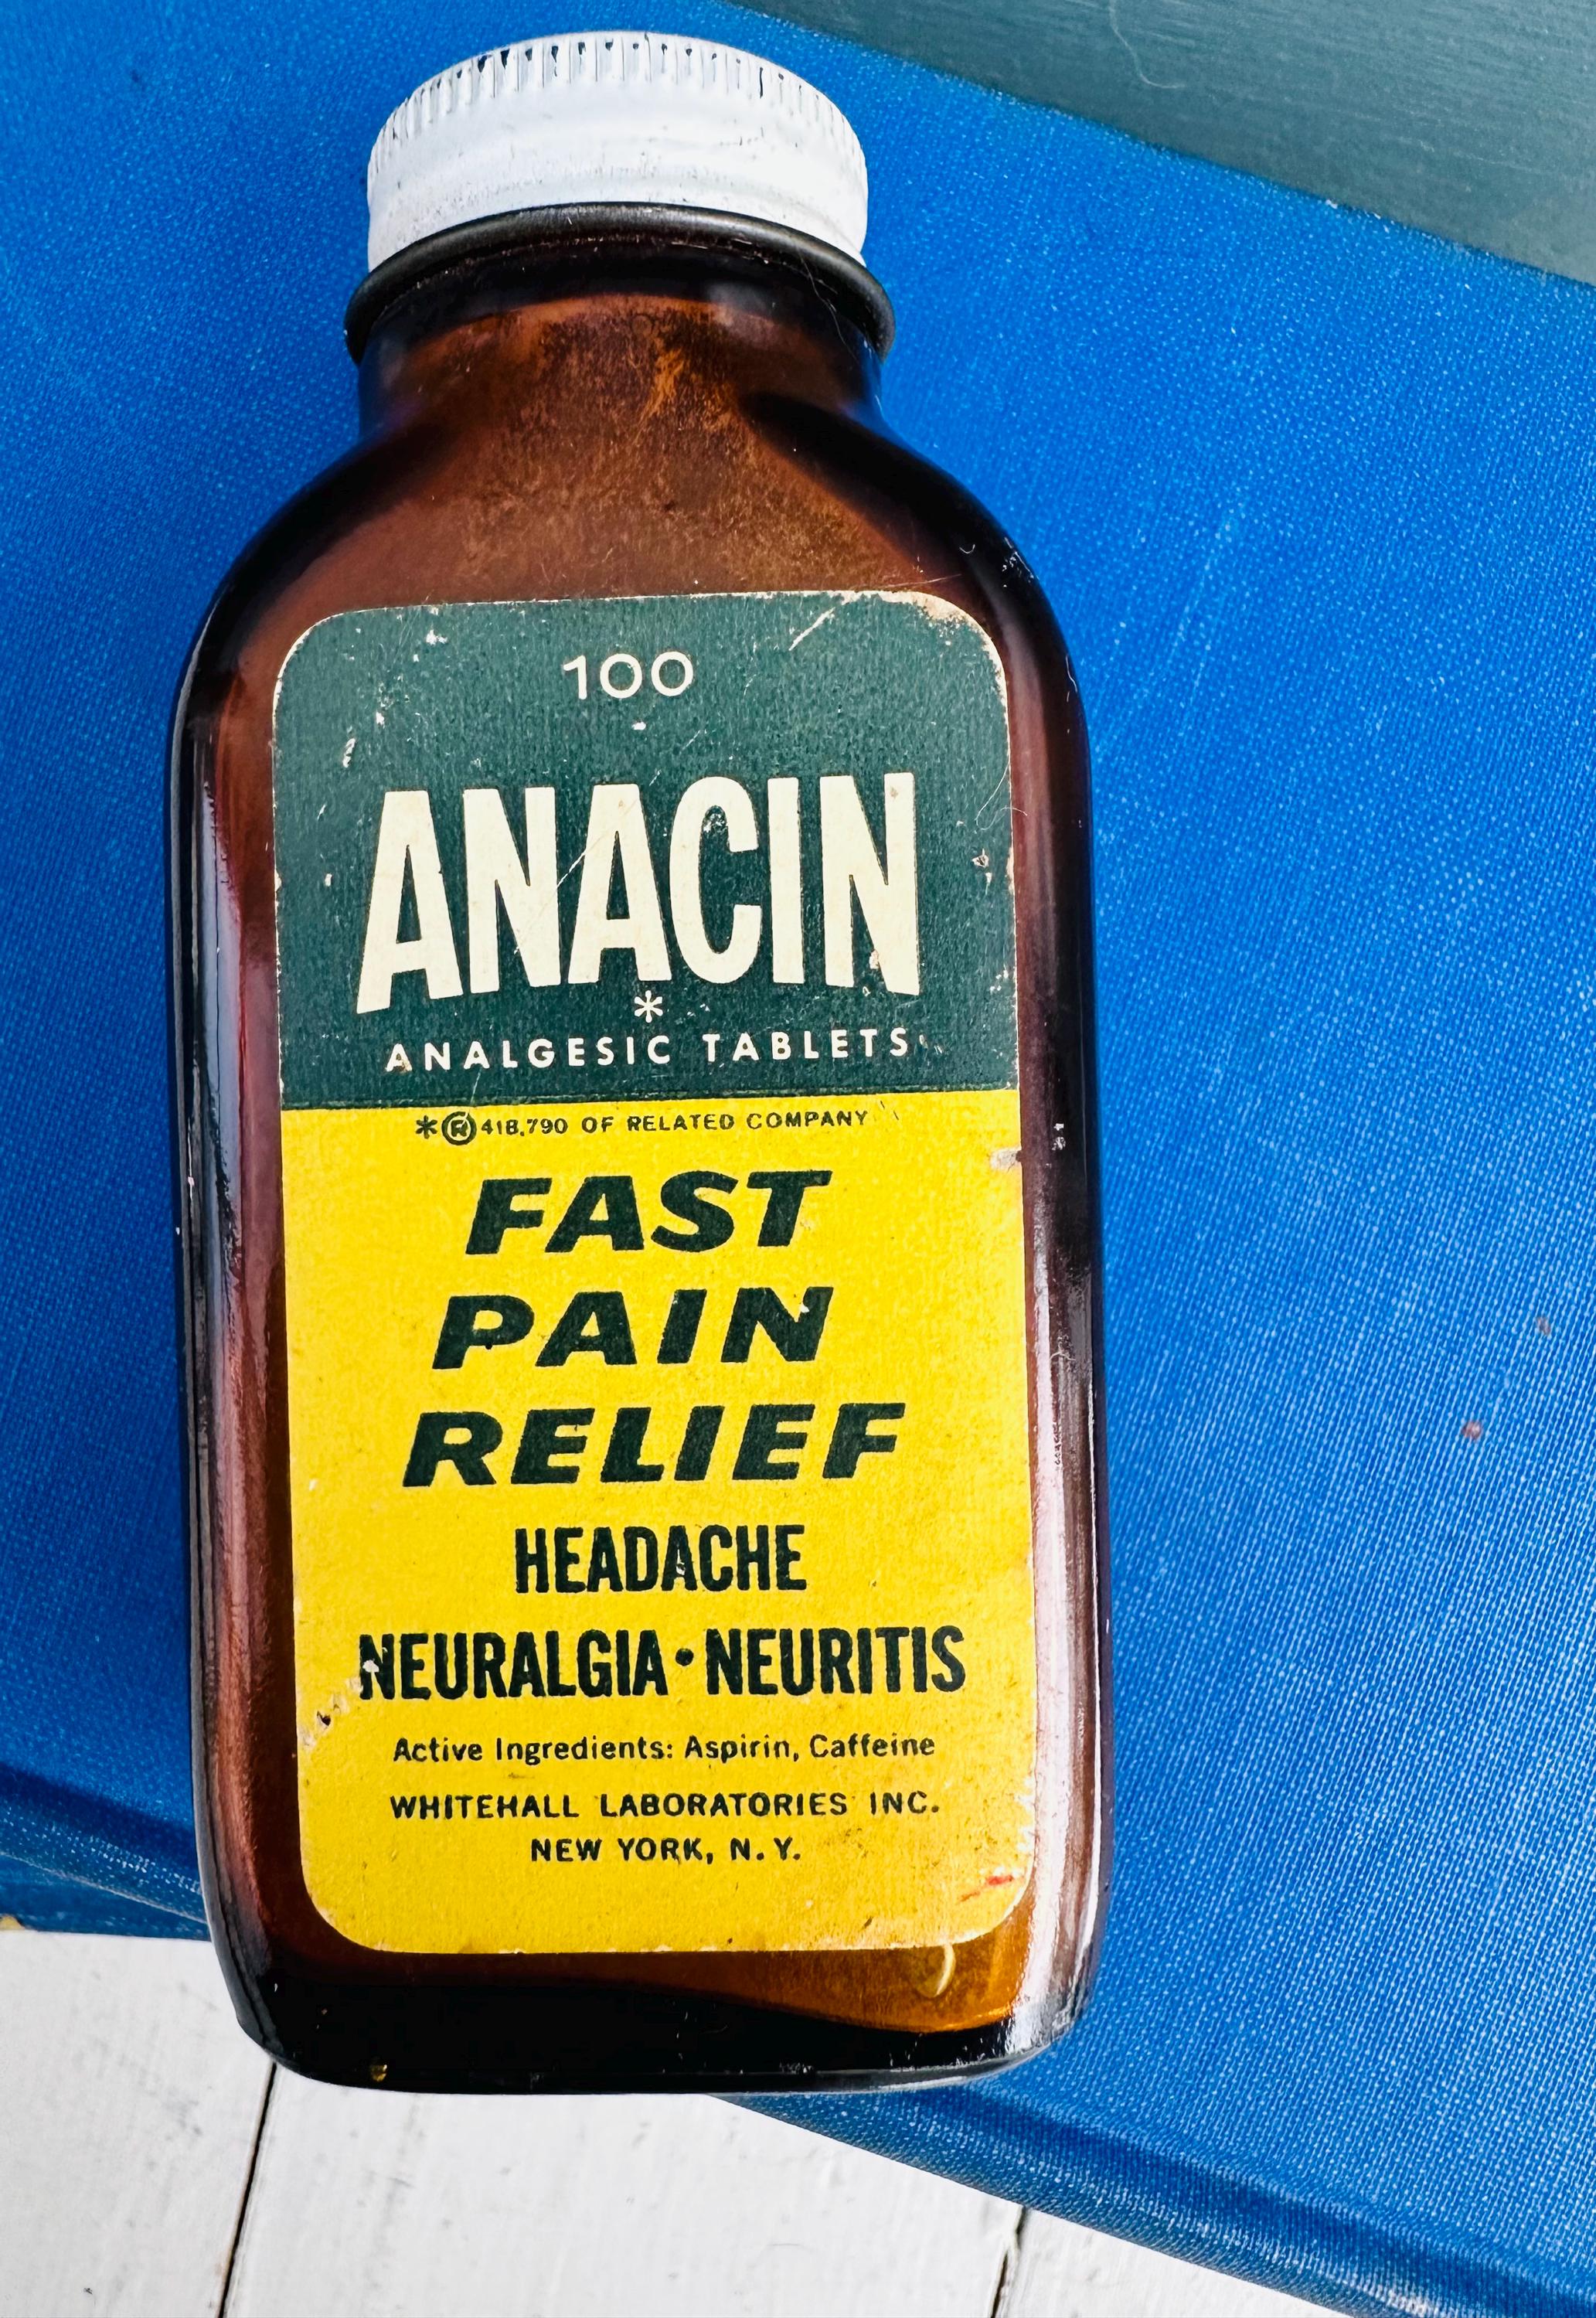 100
ANACIN
*
ANALGESIC TABLETS
*® 418,790 OF RELATED COMPANY
FAST
PAIN
RELIEF
HEADACHE
NEURALGIA • NEURITIS
Active Ingredients: Aspirin, Caffeine
WHITEHALL LABORATORIES INC.
NEW YORK, N.Y.